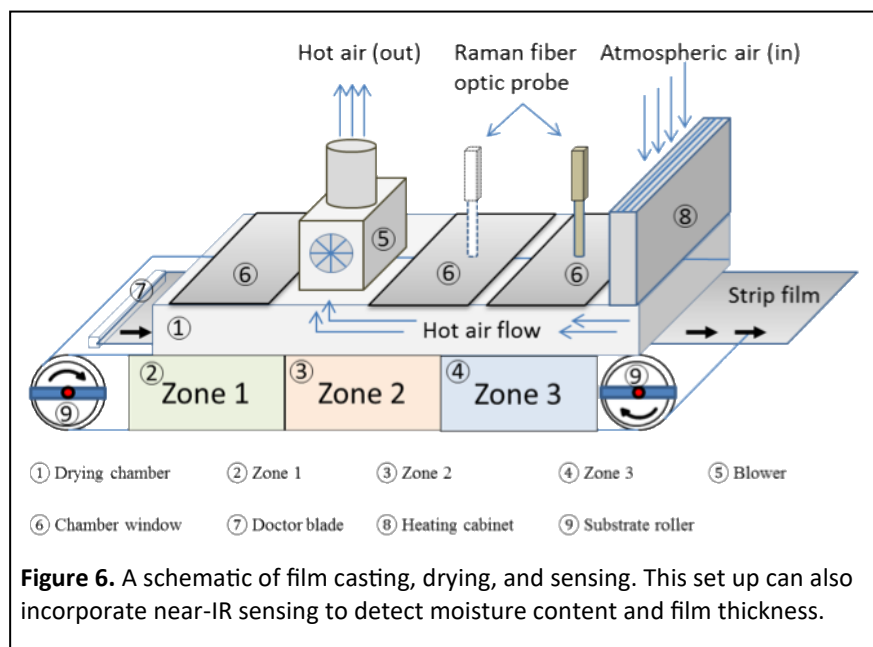 Hot air (out)
Raman fiber
optic probe
Atmospheric air (in)
⑧
⑤
⑥
⑥
⑥
⑦
Strip film
①
Hot air flow
② Zone 1
③ Zone 2
④ Zone 3
⑨
⑨
① Drying chamber ② Zone 1 ③ Zone 2 ④ Zone 3 ⑤ Blower
⑥ Chamber window ⑦ Doctor blade ⑧ Heating cabinet ⑨ Substrate roller
Figure 6. A schematic of film casting, drying, and sensing. This set up can also
incorporate near-IR sensing to detect moisture content and film thickness.